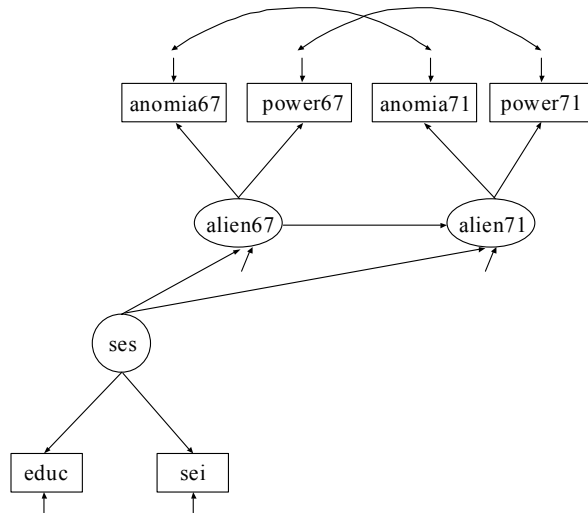 anomia67 power67 anomia71 power71
alien67 alien71
ses
educ sei